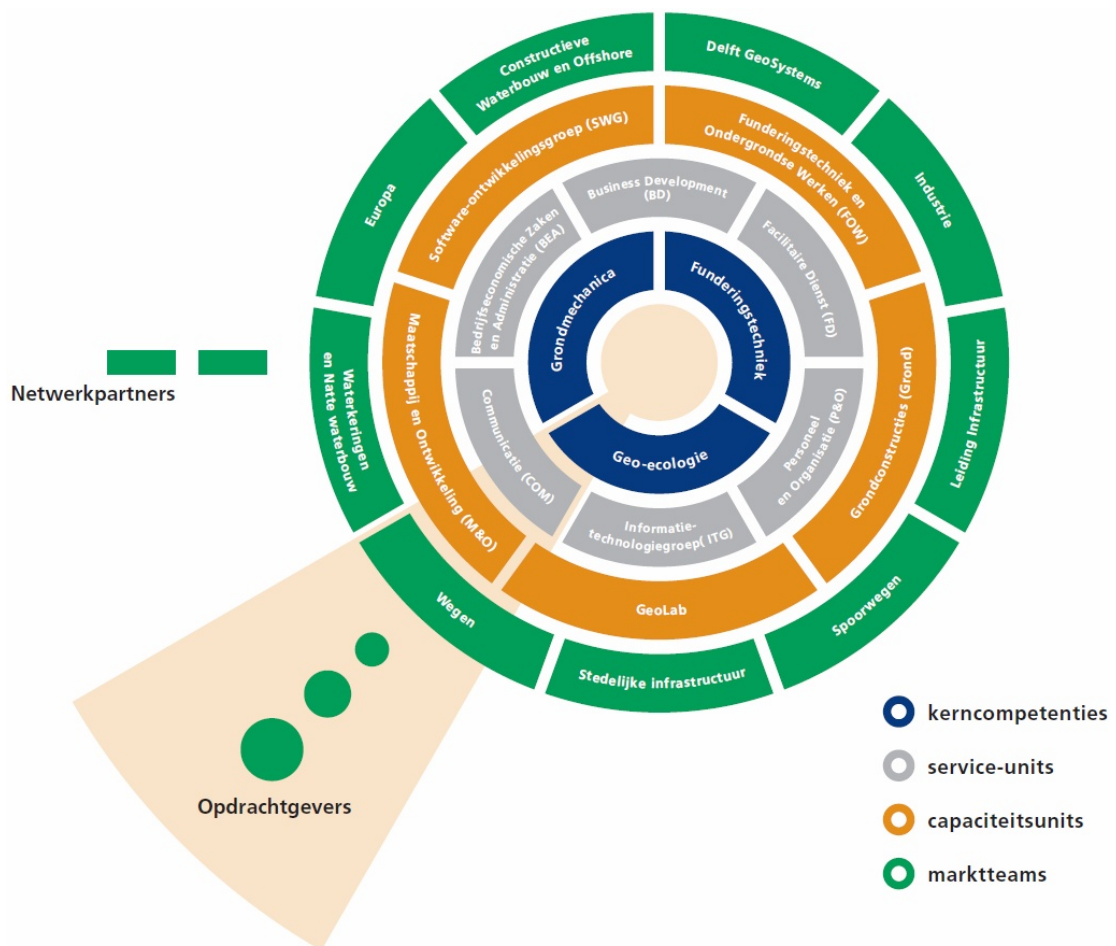 Constructieve
Waterbouw en Offshore
Delft GeoSystems
Industrie
Leiding Infrastructuur
Spoorwegen
Stedelijke infrastructuur
Wegen
Waterkeringen
en Natte waterbouw
Europa
Software-ontwikkelingsgroep (SWG)
Funderingstechniek en
Ondergrondse Werken (FOW)
Grondconstructies (Grond)
GeoLab
Maatschappij en Ontwikkeling (M&O)
Business Development
(BD)
Facilitaire Dienst (FD)
Personeel
en Organisatie (P&O)
Informatie-
technologiegroep( ITG)
Communicatie (COM)
Bedrijfseconomische Zaken
en Administratie (BEA)
Grondmechanica
Funderingstechniek
Geo-ecologie
Netwerkpartners
Opdrachtgevers
kerncompetenties
service-units
capaciteitsunits
marktteams